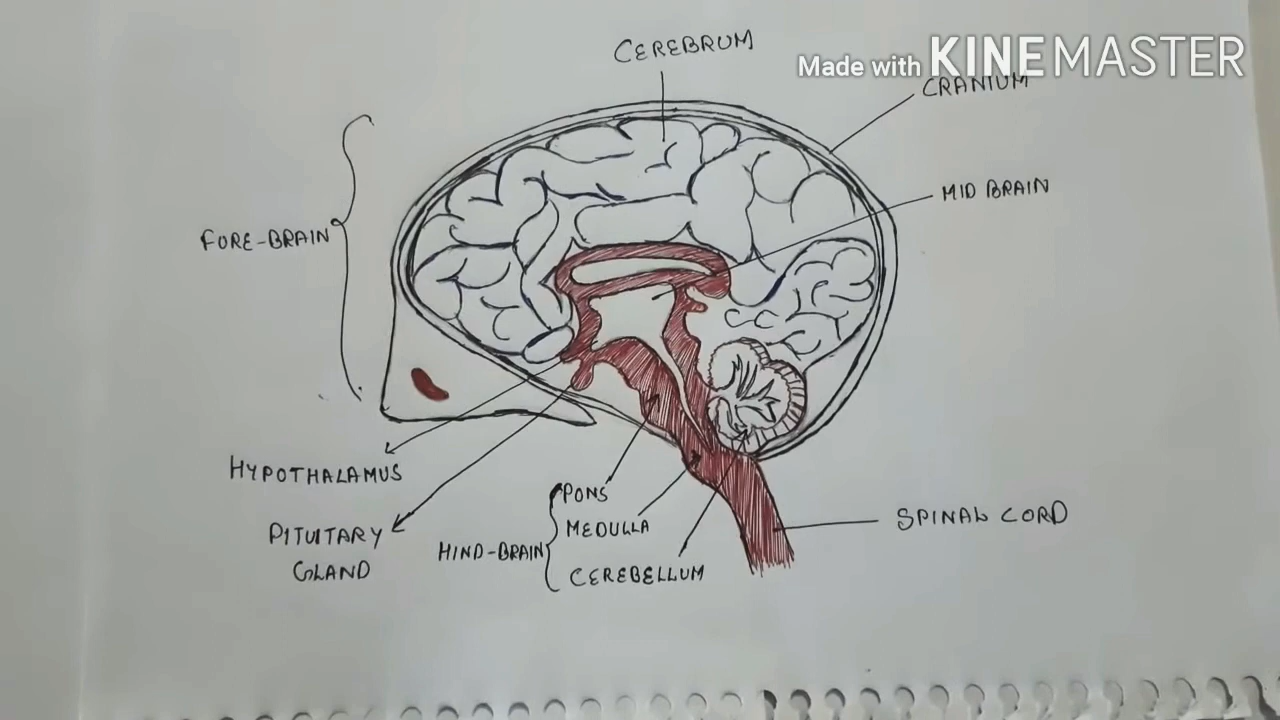 CEREBRUM
Made with KINEMASTER
CRANIUM
MID BRAIN
FORE-BRAIN
HYPOTHALAMUS
PITUITARY
GLAND
HIND-BRAIN
PONS
MEDULLA
CEREBELLUM
SPINAL CORD